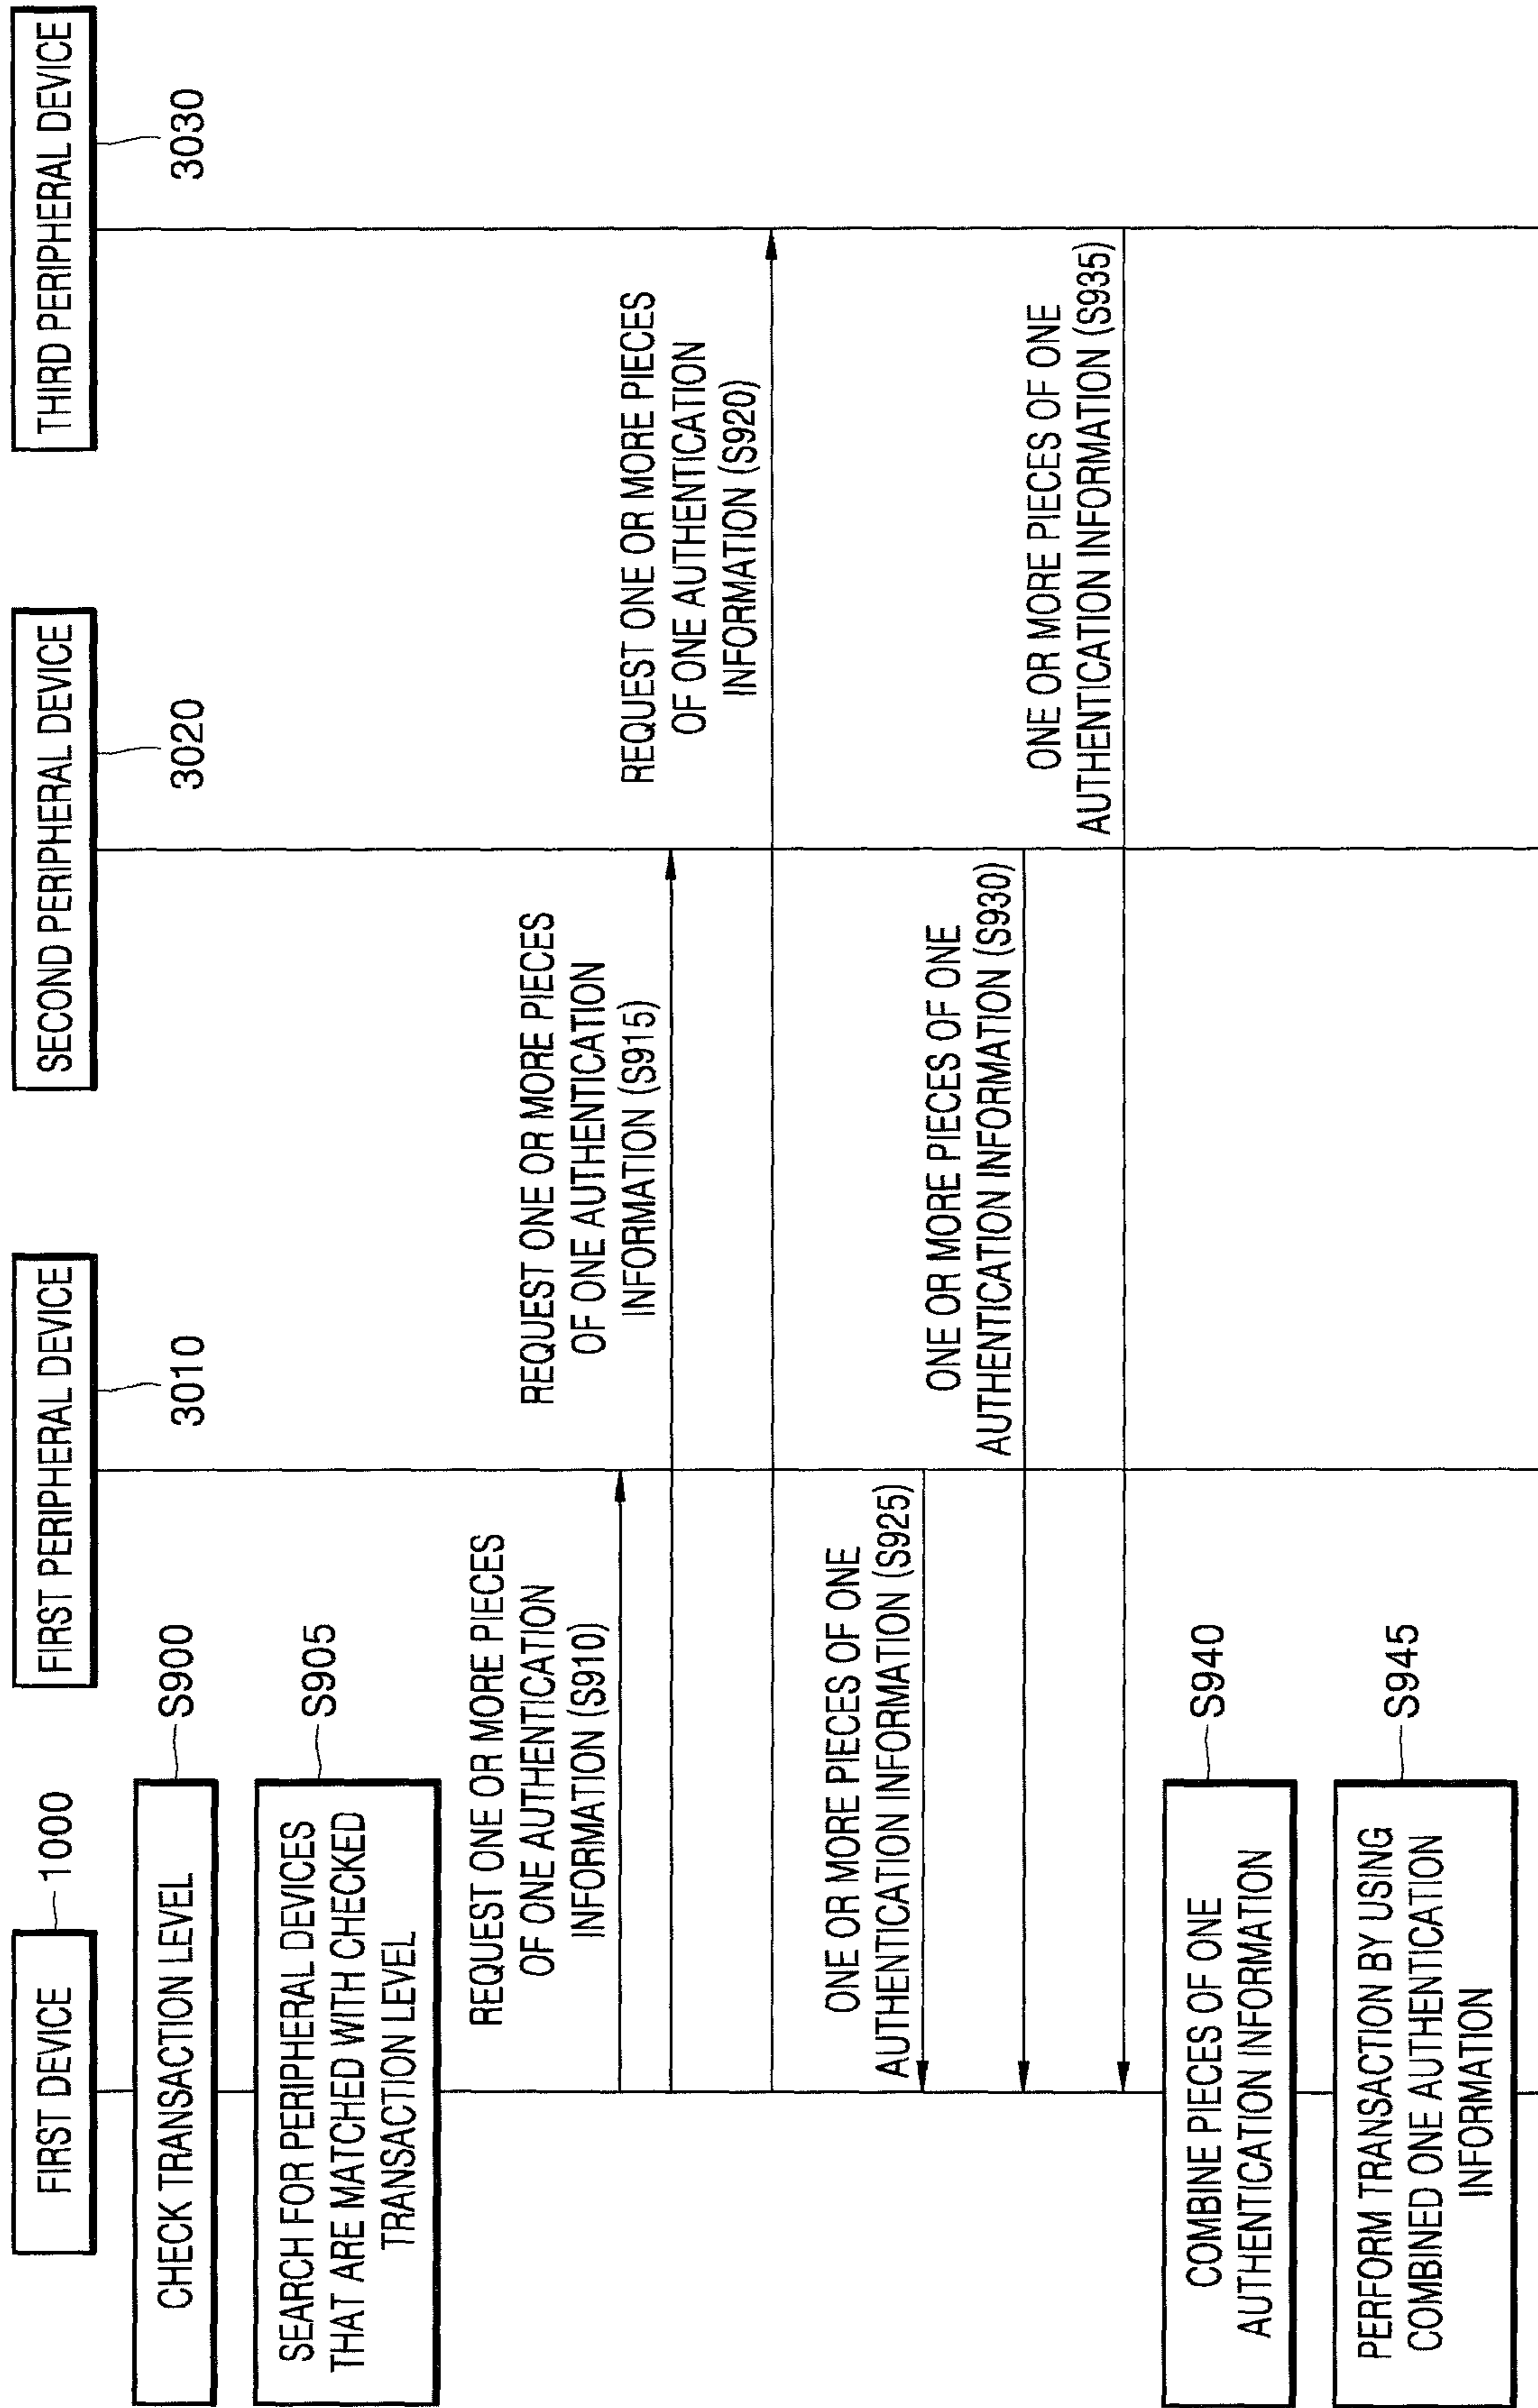 FIRST DEVICE
1000
FIRST PERIPHERAL DEVICE
3010
SECOND PERIPHERAL DEVICE
3020
THIRD PERIPHERAL DEVICE
3030
CHECK TRANSACTION LEVEL
S900
SEARCH FOR PERIPHERAL DEVICES
THAT ARE MATCHED WITH CHECKED
TRANSACTION LEVEL
S905
REQUEST ONE OR MORE PIECES
OF ONE AUTHENTICATION
INFORMATION (S910)
REQUEST ONE OR MORE PIECES
OF ONE AUTHENTICATION
INFORMATION (S915)
REQUEST ONE OR MORE PIECES
OF ONE AUTHENTICATION
INFORMATION (S920)
ONE OR MORE PIECES OF ONE
AUTHENTICATION INFORMATION (S925)
ONE OR MORE PIECES OF ONE
AUTHENTICATION INFORMATION (S930)
ONE OR MORE PIECES OF ONE
AUTHENTICATION INFORMATION (S935)
COMBINE PIECES OF ONE
AUTHENTICATION INFORMATION
S940
PERFORM TRANSACTION BY USING
COMBINED ONE AUTHENTICATION
INFORMATION
S945